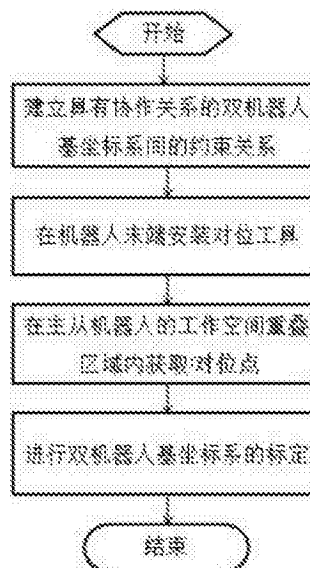 开始
建立具有协作关系的双机器人
基坐标系间的约束关系
在机器人末端安装对位工具
在主从机器人的工作空间重叠
区域内获取对位点
进行双机器人基坐标系的标定
结束